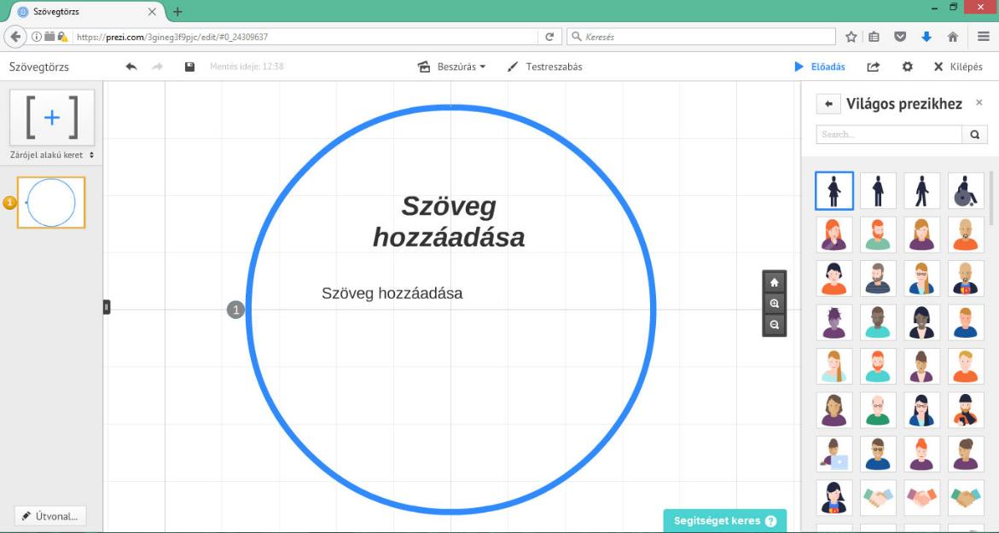 Szövegtörzs
https://prezi.com/3gineg3f9pjc/edit/#0_24309637
Keresés
Szövegtörzs
Mentés ideje: 12:38
Beszúrás
Testreszabás
Előadás
Kilépés
Zárójel alakú keret
1
Útvonal...
Szöveg
hozzáadása
Szöveg hozzáadása
1
Segítséget keres ?
Világos prezikhez
Search...